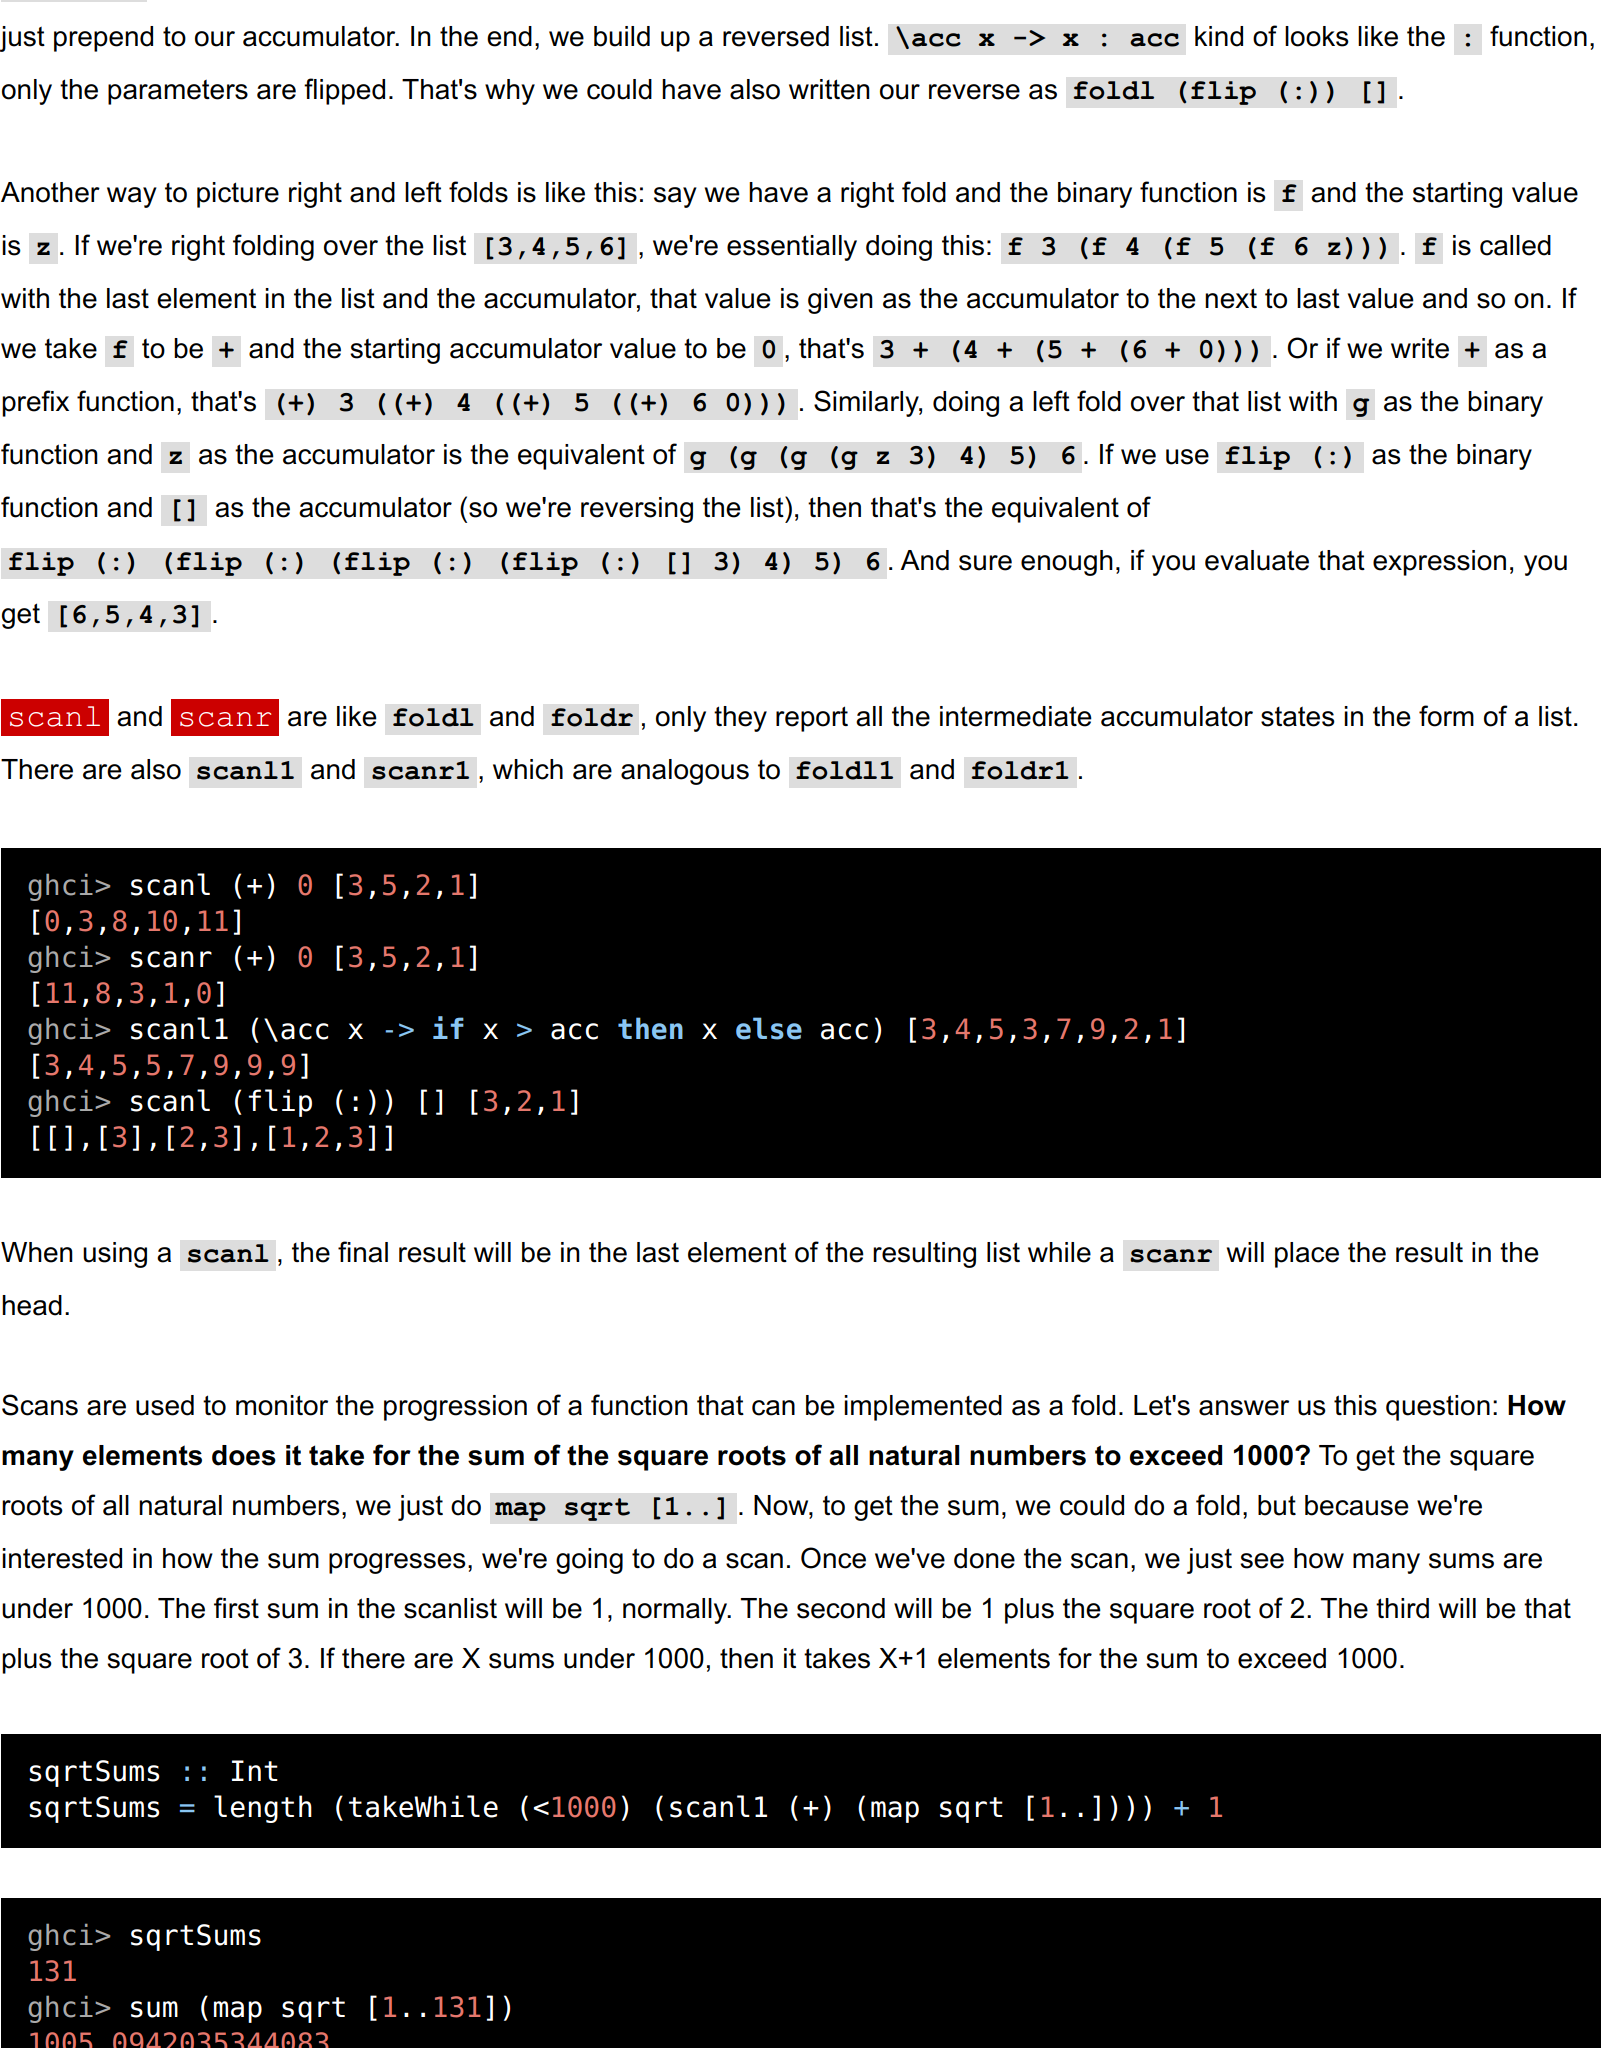 just prepend to our accumulator. In the end, we build up a reversed list. \acc x -> x : acc kind of looks like the : function,
only the parameters are flipped. That's why we could have also written our reverse as foldl (flip (:)) [].
Another way to picture right and left folds is like this: say we have a right fold and the binary function is f and the starting value
is z. If we're right folding over the list [3,4,5,6], we're essentially doing this: f 3 (f 4 (f 5 (f 6 z))). f is called
with the last element in the list and the accumulator, that value is given as the accumulator to the next to last value and so on. If
we take f to be + and the starting accumulator value to be 0, that's 3 + (4 + (5 + (6 + 0))). Or if we write + as a
prefix function, that's (+) 3 ((+) 4 ((+) 5 ((+) 6 0))). Similarly, doing a left fold over that list with g as the binary
function and z as the accumulator is the equivalent of g (g (g (g z 3) 4) 5) 6. If we use flip (:) as the binary
function and [] as the accumulator (so we're reversing the list), then that's the equivalent of
flip (:) (flip (:) (flip (:) (flip (:) [] 3) 4) 5) 6. And sure enough, if you evaluate that expression, you
get [6,5,4,3].
scanl and scanr are like foldl and foldr, only they report all the intermediate accumulator states in the form of a list.
There are also scanl1 and scanr1, which are analogous to foldl1 and foldr1.
ghci> scanl (+) 0 [3,5,2,1]
[0,3,8,10,11]
ghci> scanr (+) 0 [3,5,2,1]
[11,8,3,1,0]
ghci> scanl1 (\acc x -> if x > acc then x else acc) [3,4,5,3,7,9,2,1]
[3,4,5,5,7,9,9,9]
ghci> scanl (flip (:)) [] [3,2,1]
[[],[3],[2,3],[1,2,3]]
When using a scanl, the final result will be in the last element of the resulting list while a scanr will place the result in the
head.
Scans are used to monitor the progression of a function that can be implemented as a fold. Let's answer us this question: How
many elements does it take for the sum of the square roots of all natural numbers to exceed 1000? To get the square
roots of all natural numbers, we just do map sqrt [1..]. Now, to get the sum, we could do a fold, but because we're
interested in how the sum progresses, we're going to do a scan. Once we've done the scan, we just see how many sums are
under 1000. The first sum in the scanlist will be 1, normally. The second will be 1 plus the square root of 2. The third will be that
plus the square root of 3. If there are X sums under 1000, then it takes X+1 elements for the sum to exceed 1000.
sqrtSums :: Int
sqrtSums = length (takeWhile (<1000) (scanl1 (+) (map sqrt [1..]))) + 1
ghci> sqrtSums
131
ghci> sum (map sqrt [1..131])
1005.0942035344083